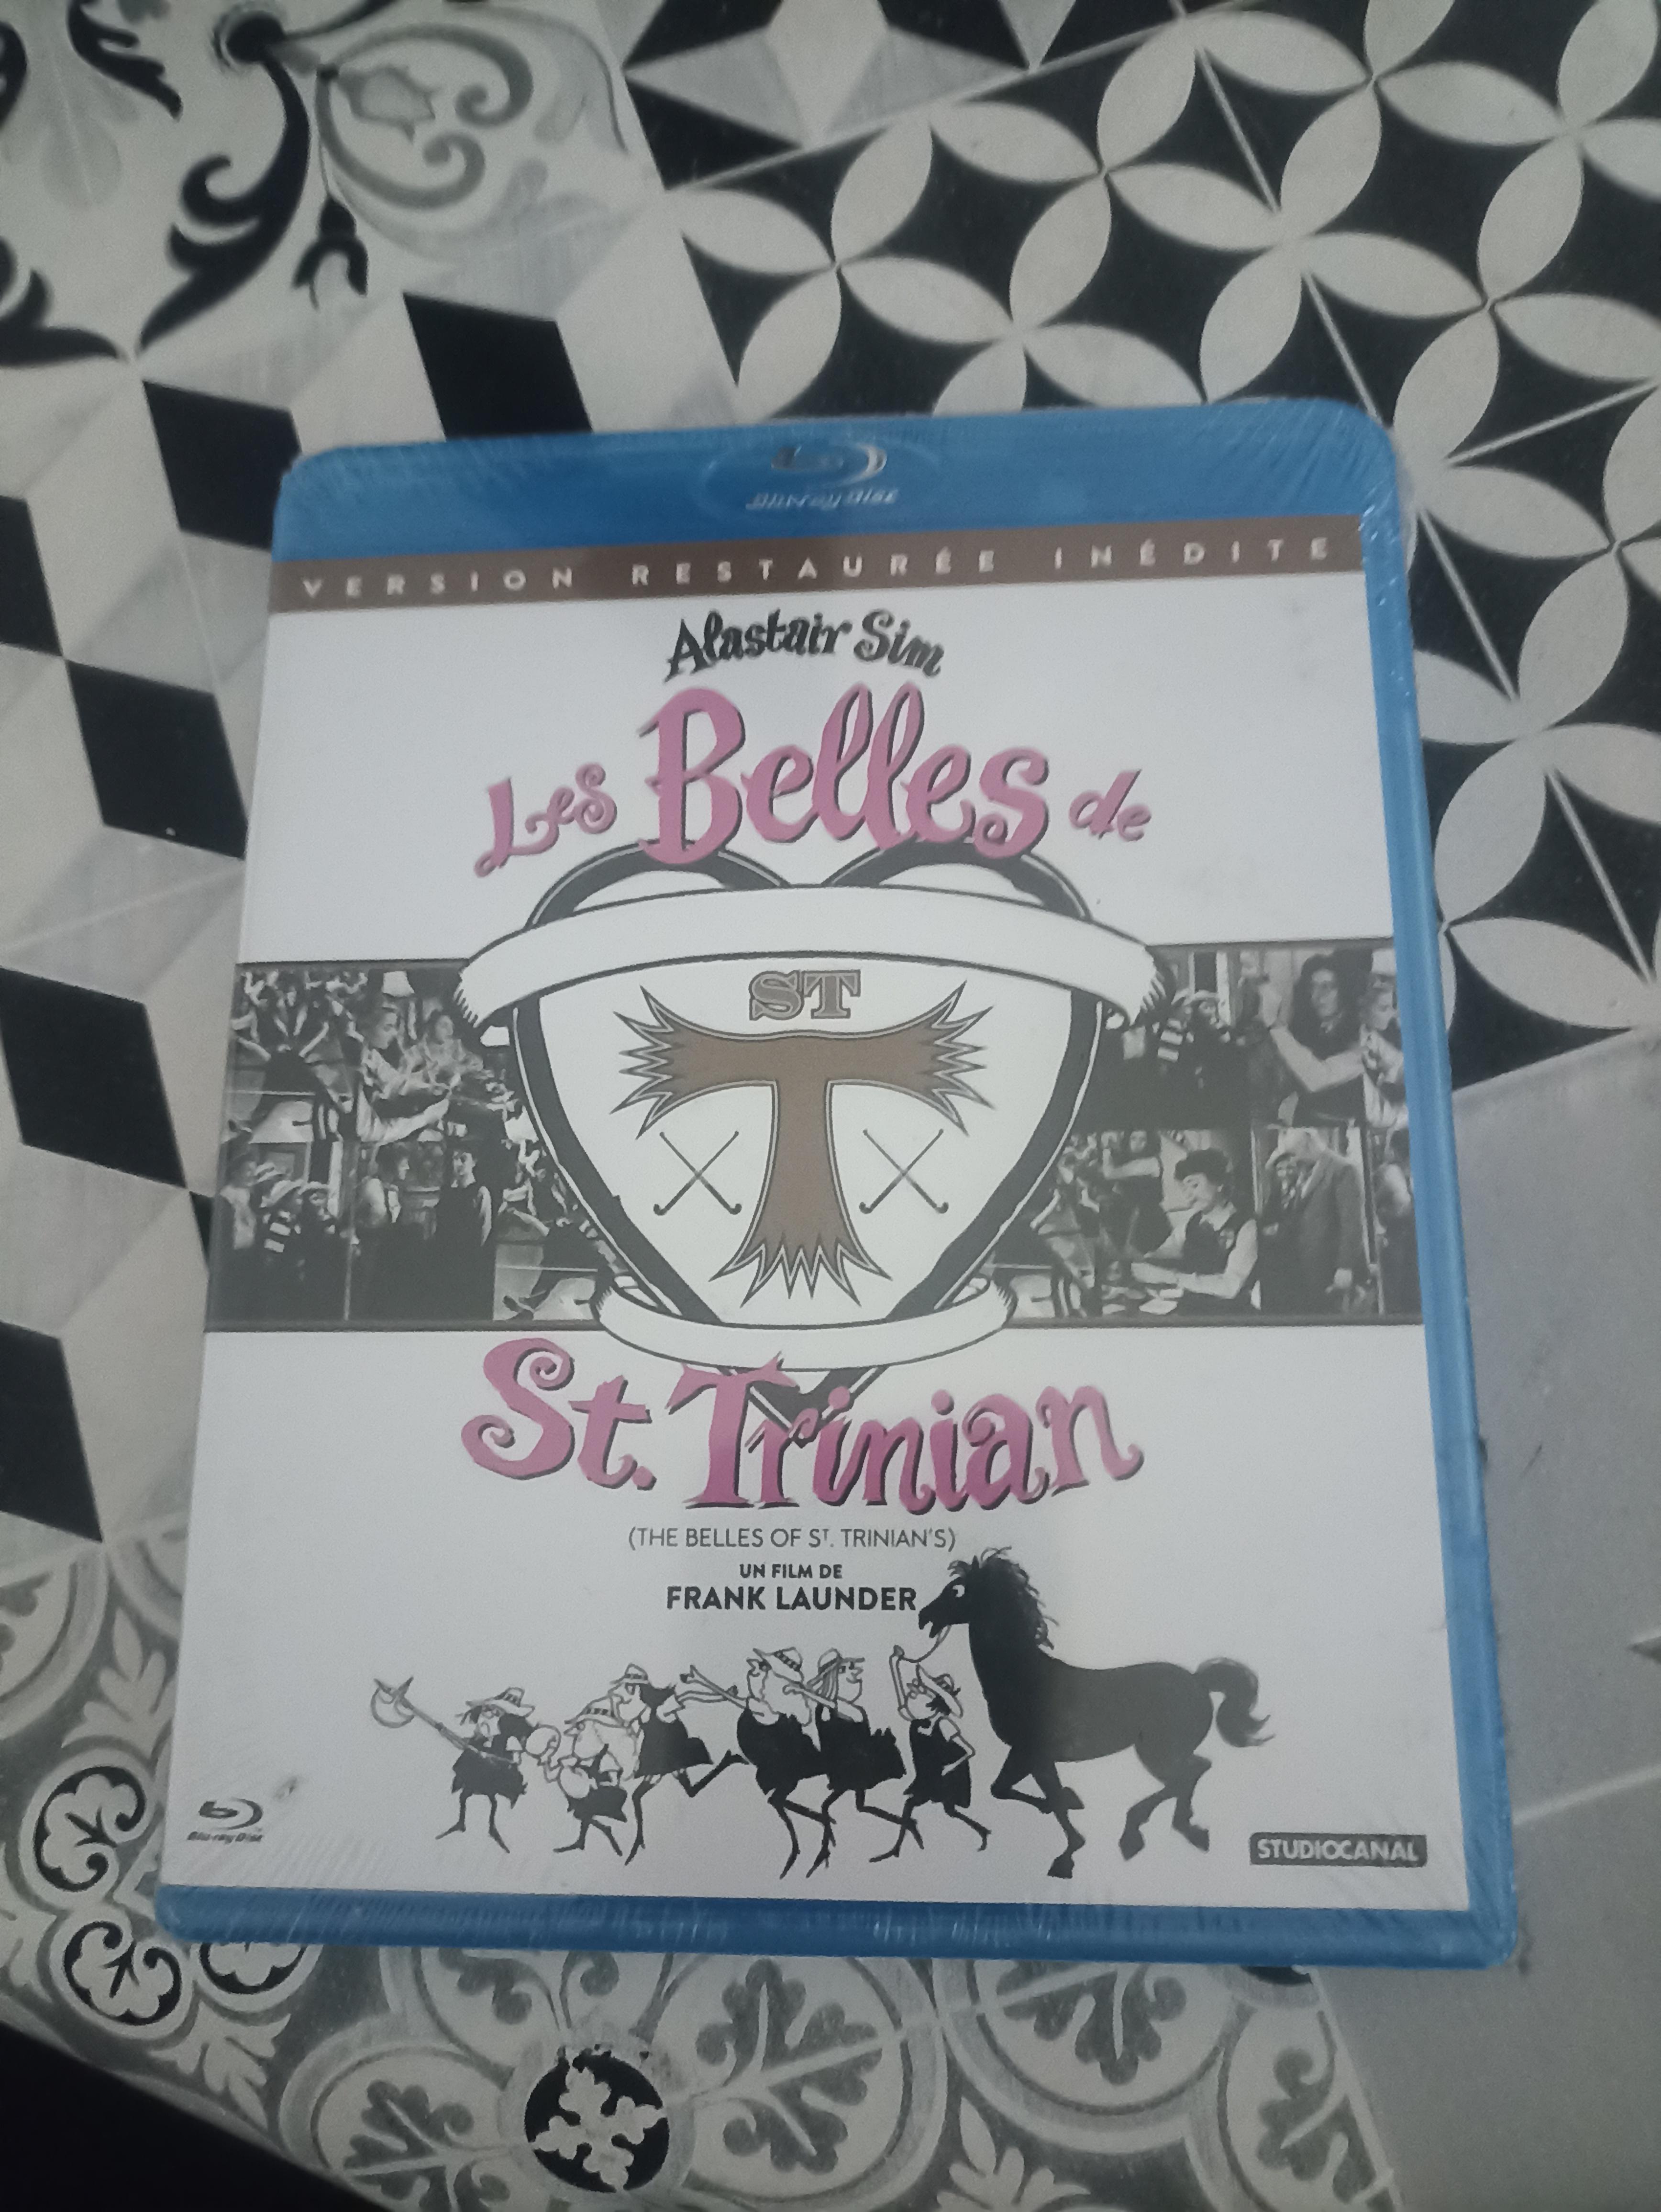 Blu-ray Disc
VERSION RESTAURÉE INÉDITE
Alastair Sim
Les Belles de
ST
T
St. Trinian
(THE BELLES OF ST. TRINIAN'S)
UN FILM DE
FRANK LAUNDER
Blu-ray Disc
STUDIOCANAL